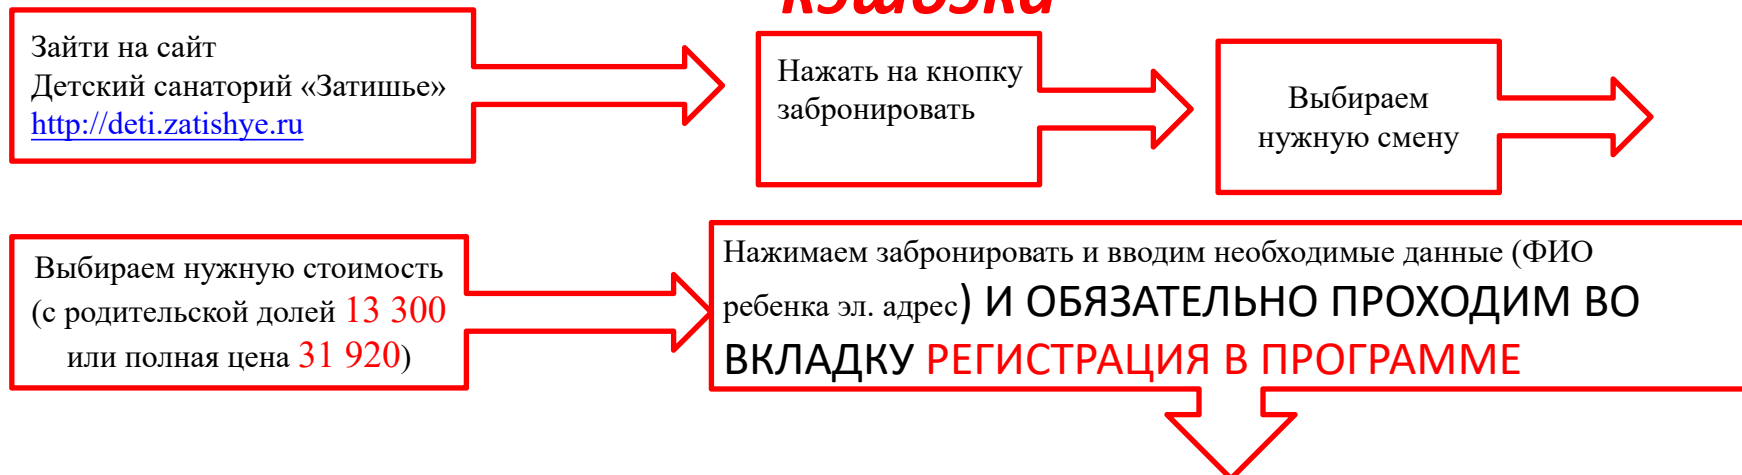 кэшбэка
Зайти на сайт
Детский санаторий «Затишье»
http://deti.zatishye.ru
Нажать на кнопку
забронировать
Выбираем
нужную смену
Выбираем нужную стоимость
(с родительской долей 13 300
или полная цена 31 920)
Нажимаем забронировать и вводим необходимые данные (ФИО
ребенка эл. адрес) И ОБЯЗАТЕЛЬНО ПРОХОДИМ ВО
ВКЛАДКУ РЕГИСТРАЦИЯ В ПРОГРАММЕ